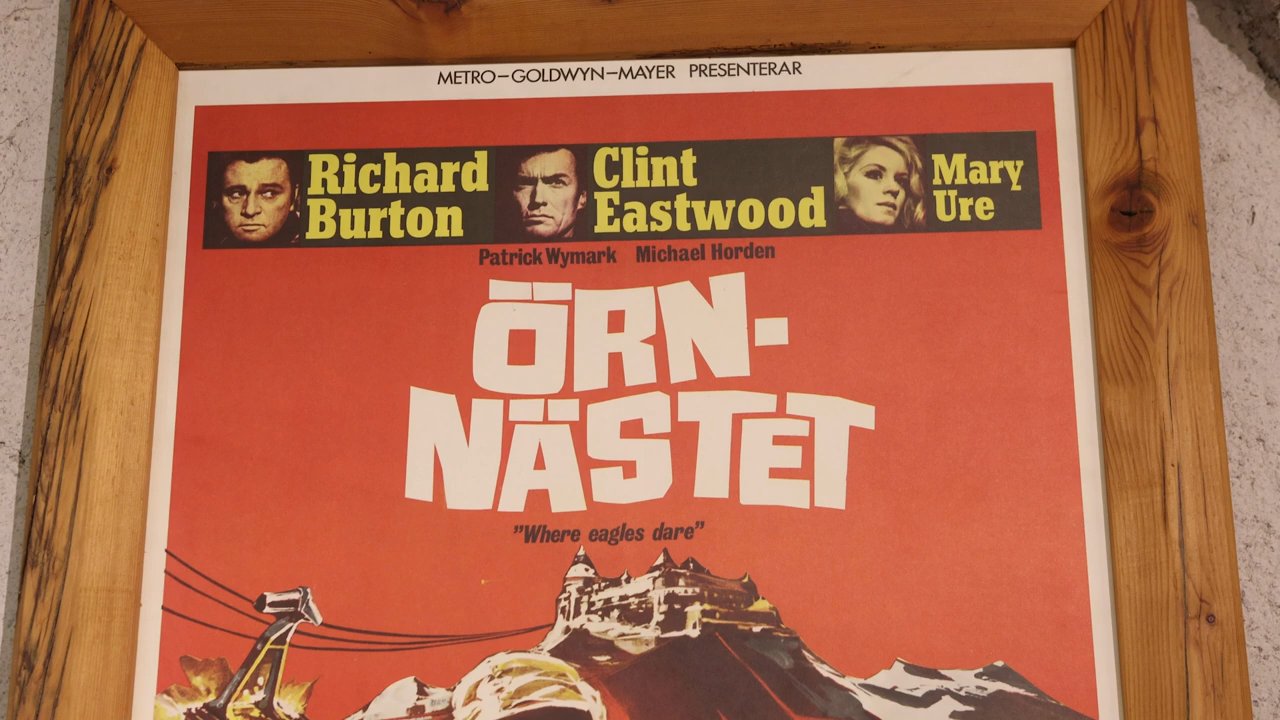 METRO–GOLDWYN–MAYER PRESENTERAR
Richard
Burton
Clint
Eastwood
Mary
Ure
Patrick Wymark Michael Horden
ÖRN-
NÄSTET
”Where eagles dare”